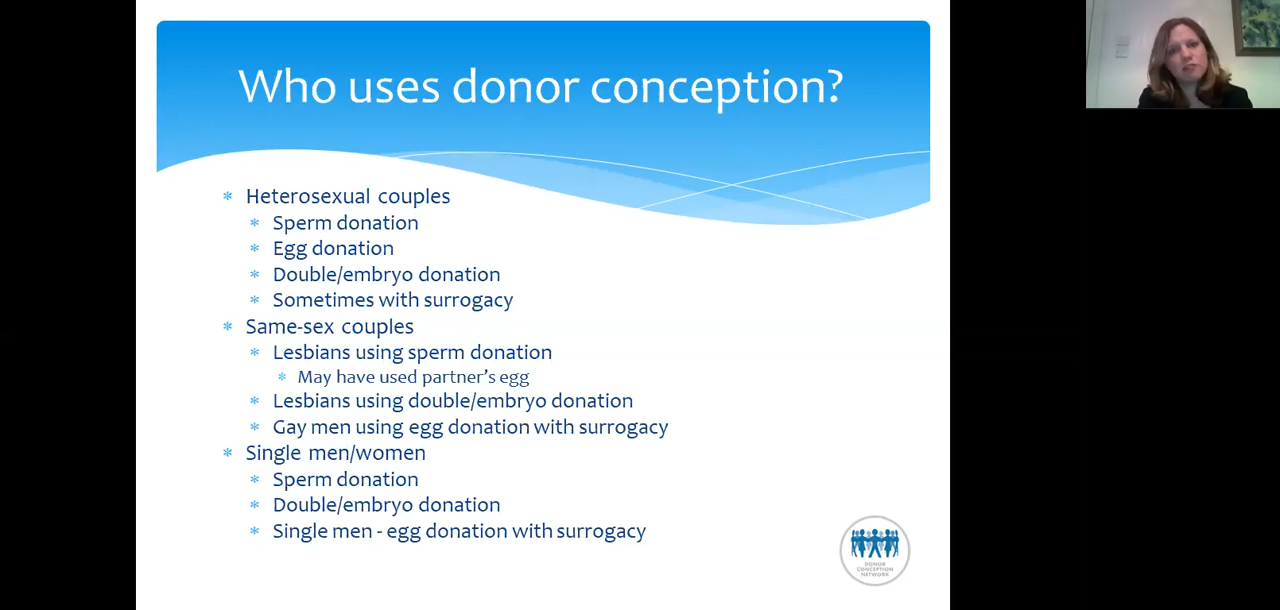 Who uses donor conception?
* Heterosexual couples
* Sperm donation
* Egg donation
* Double/embryo donation
* Sometimes with surrogacy
* Same-sex couples
* Lesbians using sperm donation
* May have used partner's egg
* Lesbians using double/embryo donation
* Gay men using egg donation with surrogacy
* Single men/women
* Sperm donation
* Double/embryo donation
* Single men - egg donation with surrogacy
DONOR
CONCEPTION
NETWORK